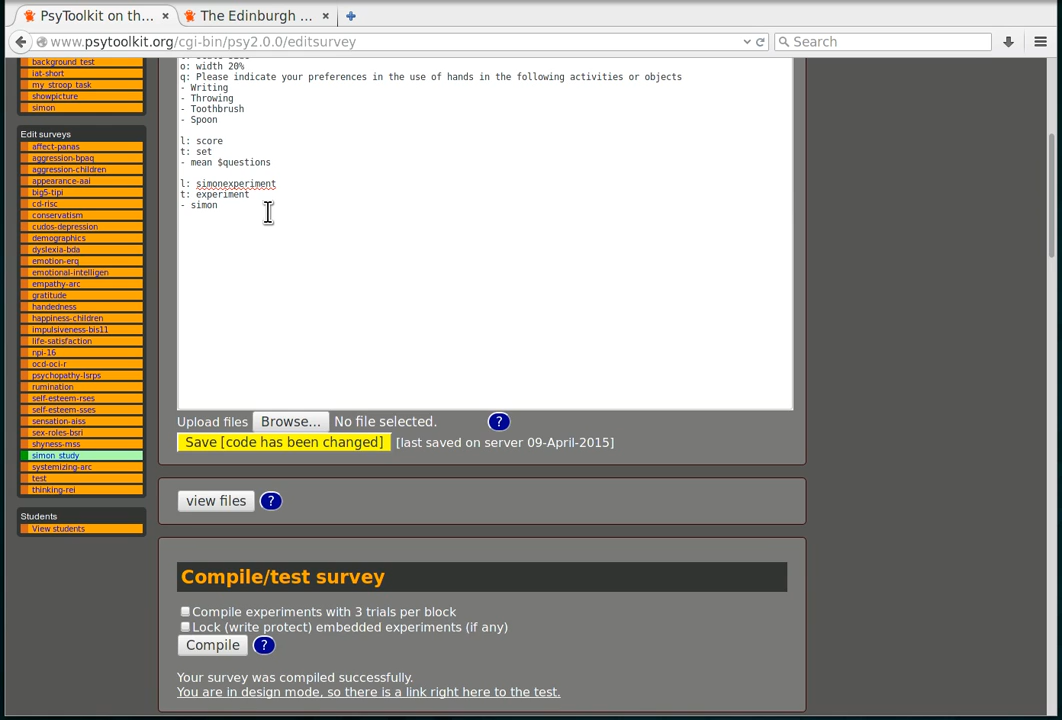 PsyToolkit on th...
The Edinburgh ...
www.psytoolkit.org/cgi-bin/psy2.0.0/editsurvey
Search
background test
iat-short
my stroop task
showpicture
simon
Edit surveys
affect-panas
aggression-bpaq
aggression-children
appearance-aai
big5-tipi
cd-risc
conservatism
cudos-depression
demographics
dyslexia-bda
emotion-erq
emotional-intelligen
empathy-arc
gratitude
handedness
happiness-children
impulsiveness-bis11
life-satisfaction
npi-16
ocd-oci-r
psychopathy-lsrps
rumination
self-esteem-rses
self-esteem-sses
sensation-aiss
sex-roles-bsri
shyness-mss
simon study
systemizing-arc
test
thinking-rei
Students
View students
o: width 20%
q: Please indicate your preferences in the use of hands in the following activities or objects
- Writing
- Throwing
- Toothbrush
- Spoon
l: score
t: set
- mean $questions
l: simonexperiment
t: experiment
- simon
Upload files Browse... No file selected. ?
Save [code has been changed] [last saved on server 09-April-2015]
view files ?
Compile/test survey
Compile experiments with 3 trials per block
Lock (write protect) embedded experiments (if any)
Compile ?
Your survey was compiled successfully.
You are in design mode, so there is a link right here to the test.